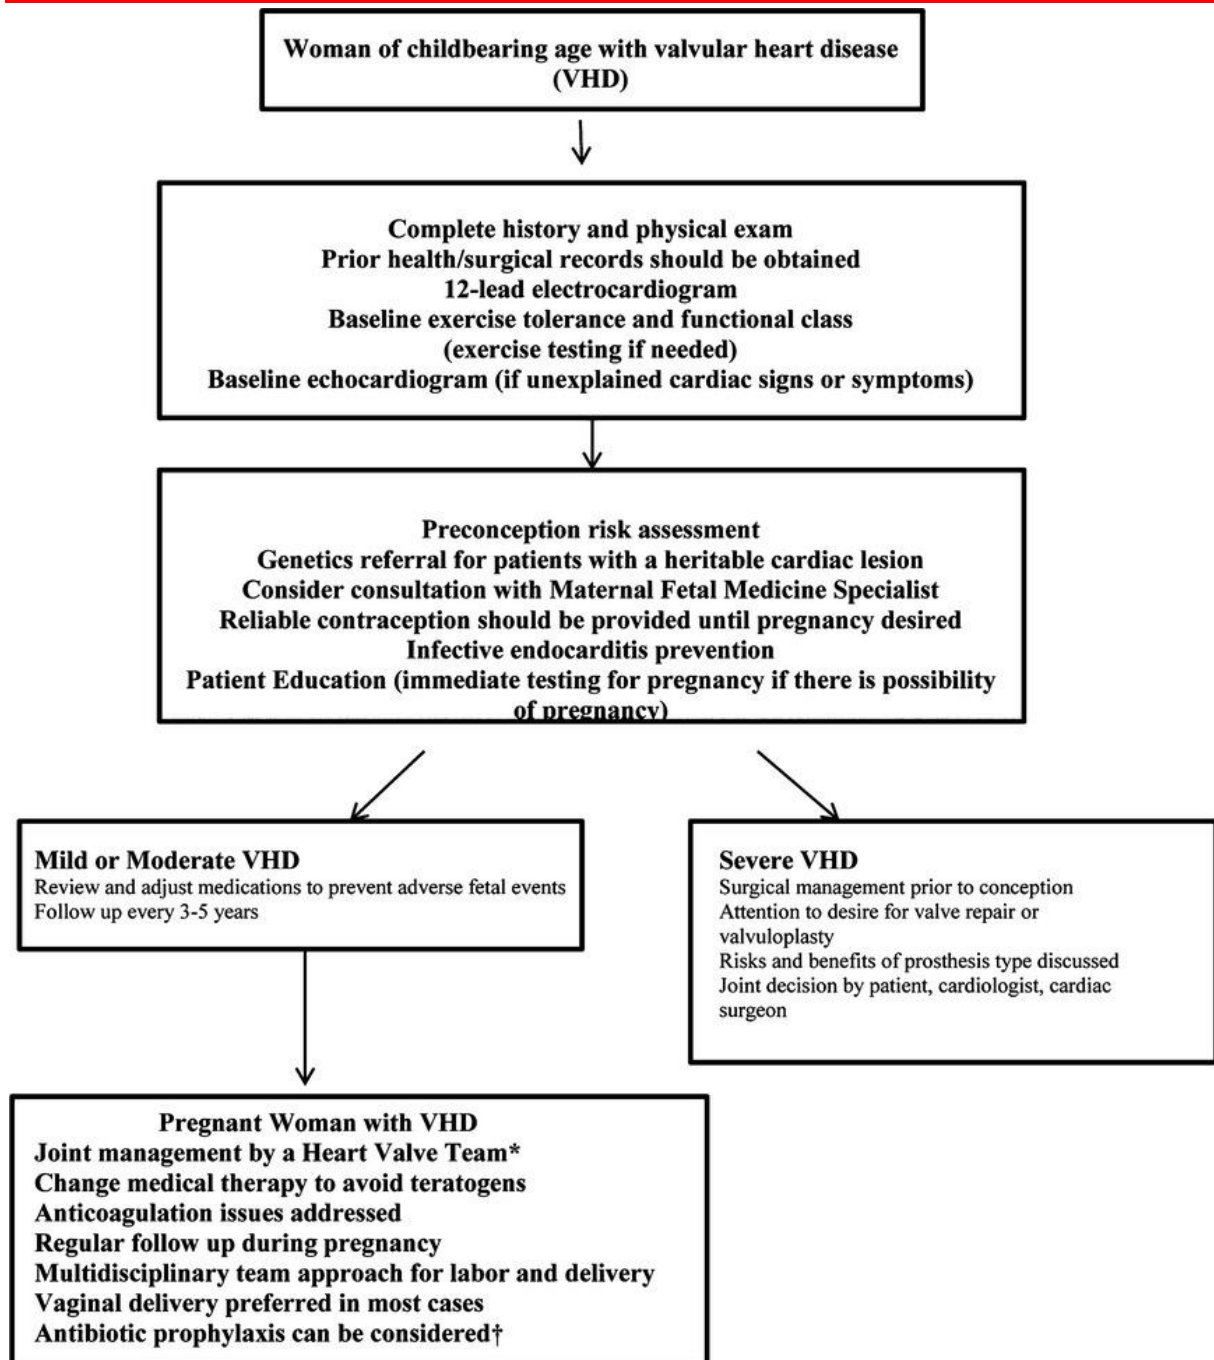 Woman of childbearing age with valvular heart disease
(VHD)
Complete history and physical exam
Prior health/surgical records should be obtained
12-lead electrocardiogram
Baseline exercise tolerance and functional class
(exercise testing if needed)
Baseline echocardiogram (if unexplained cardiac signs or symptoms)
Preconception risk assessment
Genetics referral for patients with a heritable cardiac lesion
Consider consultation with Maternal Fetal Medicine Specialist
Reliable contraception should be provided until pregnancy desired
Infective endocarditis prevention
Patient Education (immediate testing for pregnancy if there is possibility
of pregnancy)
Mild or Moderate VHD
Review and adjust medications to prevent adverse fetal events
Follow up every 3-5 years
Severe VHD
Surgical management prior to conception
Attention to desire for valve repair or
valvuloplasty
Risks and benefits of prosthesis type discussed
Joint decision by patient, cardiologist, cardiac
surgeon
Pregnant Woman with VHD
Joint management by a Heart Valve Team*
Change medical therapy to avoid teratogens
Anticoagulation issues addressed
Regular follow up during pregnancy
Multidisciplinary team approach for labor and delivery
Vaginal delivery preferred in most cases
Antibiotic prophylaxis can be considered†